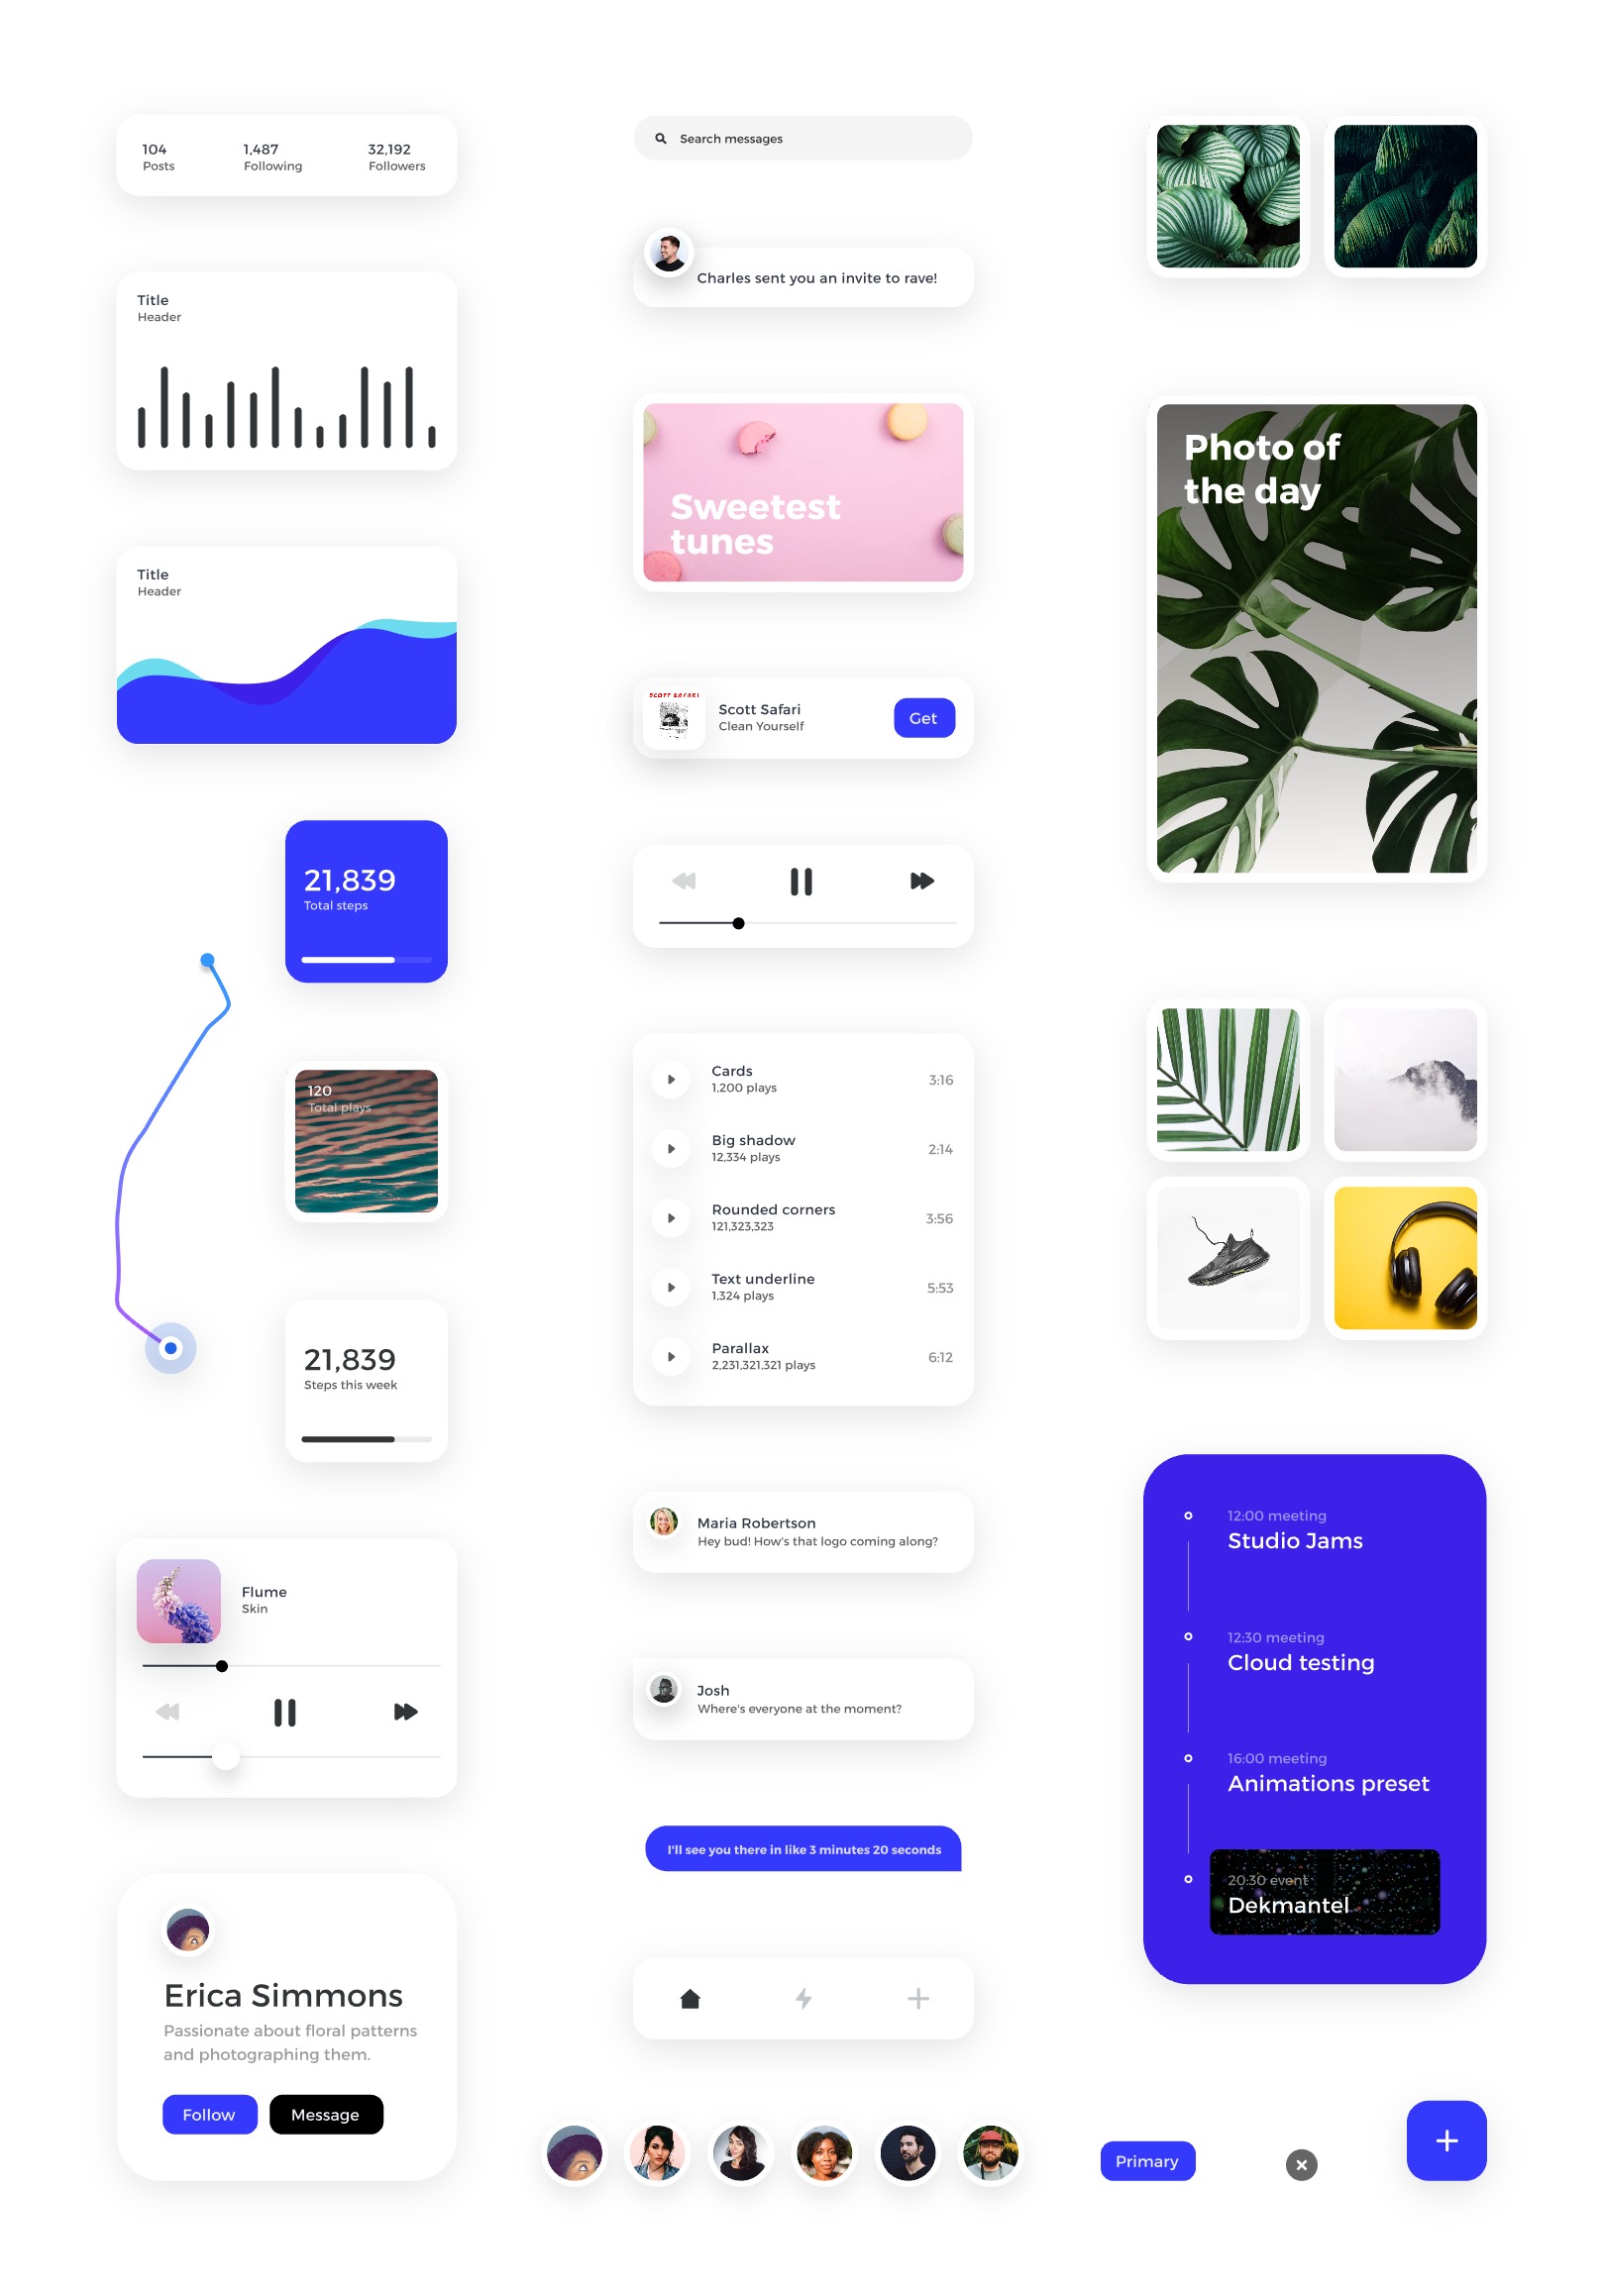 104
Posts
1,487
Following
32,192
Followers
Title
Header
Title
Header
21,839
Total steps
120
Total plays
21,839
Steps this week
Flume
Skin
Erica Simmons
Passionate about floral patterns
and photographing them.
Follow
Message
Search messages
Charles sent you an invite to rave!
Sweetest
tunes
SCOTT SAFARI
Scott Safari
Clean Yourself
Get
Cards
1,200 plays
3:16
Big shadow
12,334 plays
2:14
Rounded corners
121,323,323
3:56
Text underline
1,324 plays
5:53
Parallax
2,231,321,321 plays
6:12
Maria Robertson
Hey bud! How's that logo coming along?
Josh
Where's everyone at the moment?
I'll see you there in like 3 minutes 20 seconds
Photo of
the day
12:00 meeting
Studio Jams
12:30 meeting
Cloud testing
16:00 meeting
Animations preset
20:30 event
Dekmantel
Primary